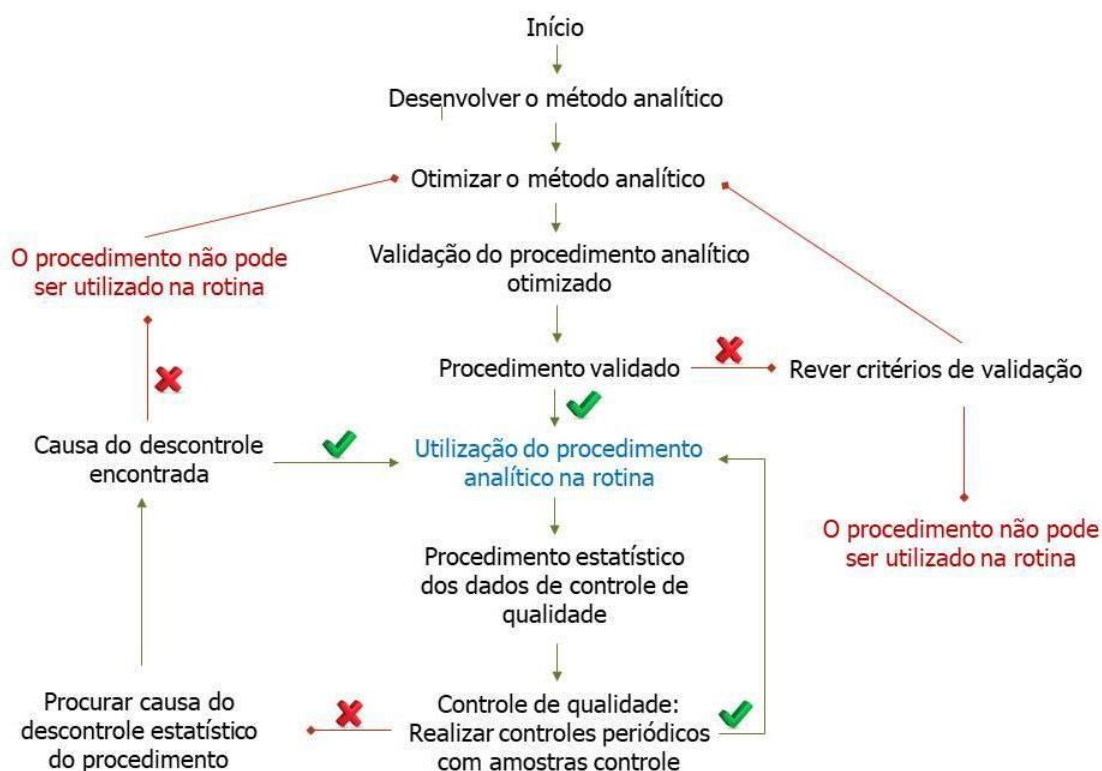 Início
Desenvolver o método analítico
Otimizar o método analítico
O procedimento não pode
ser utilizado na rotina
Validação do procedimento analítico
otimizado
Procedimento validado
Rever critérios de validação
Causa do descontrole
encontrada
Utilização do procedimento
analítico na rotina
O procedimento não pode
ser utilizado na rotina
Procedimento estatístico
dos dados de controle de
qualidade
Procurar causa do
descontrole estatístico
do procedimento
Controle de qualidade:
Realizar controles periódicos
com amostras controle